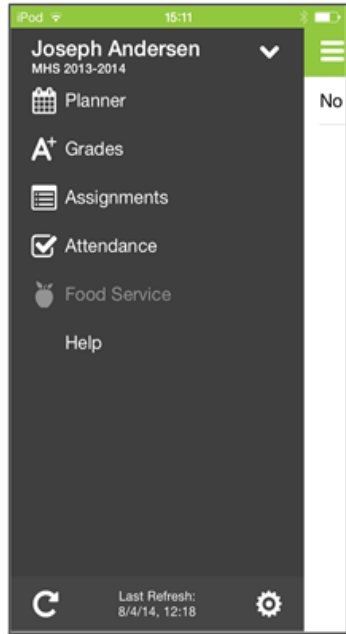 iPod 15:11
Joseph Andersen
MHS 2013-2014
Planner
A+ Grades
Assignments
Attendance
Food Service
Help
No
Last Refresh:
8/4/14, 12:18